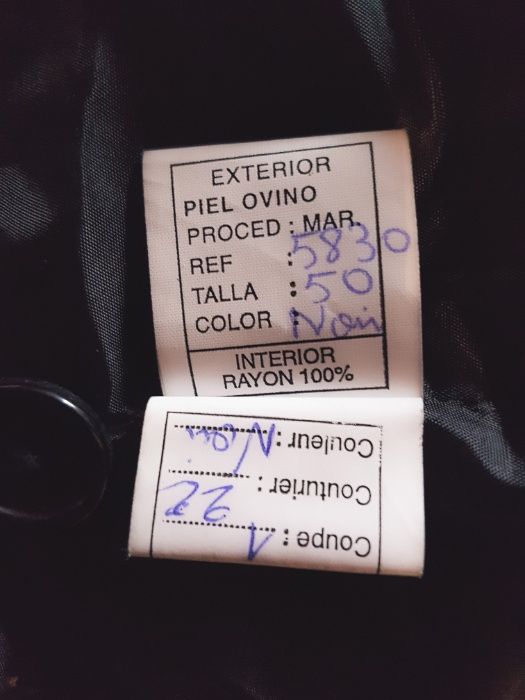 EXTERIOR
PIEL OVINO
PROCED : MAR.
REF : 5830
TALLA : 50
COLOR : Noir
INTERIOR
RAYON 100%
Coupe : 1
Couturier : 22
Couleur : Noir